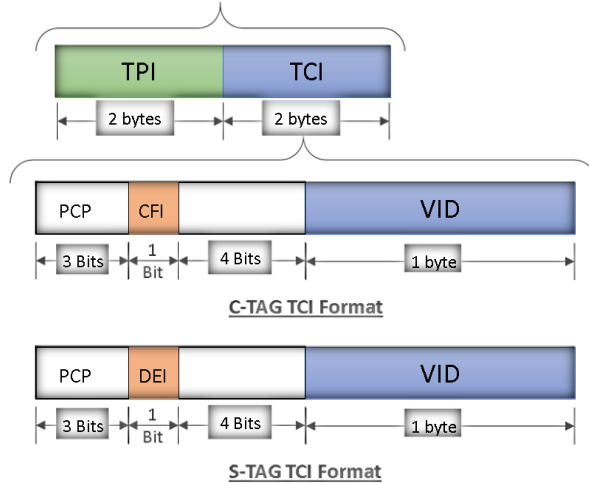 TPI TCI
2 bytes 2 bytes
PCP CFI VID
3 Bits 1 Bit 4 Bits 1 byte
C-TAG TCI Format
PCP DEI VID
3 Bits 1 Bit 4 Bits 1 byte
S-TAG TCI Format